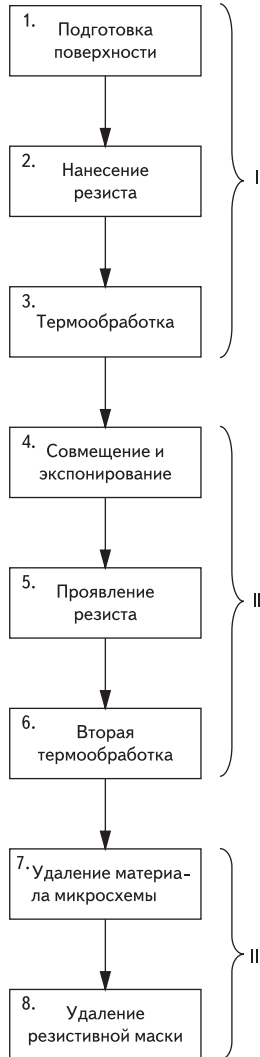 1. Подготовка
поверхности
I
2. Нанесение
резиста
3.
Термообработка
4.
Совмещение и
экспонирование
II
5. Проявление
резиста
6. Вторая
термообработка
7. Удаление материа-
ла микросхемы
II
8. Удаление
резистивной маски